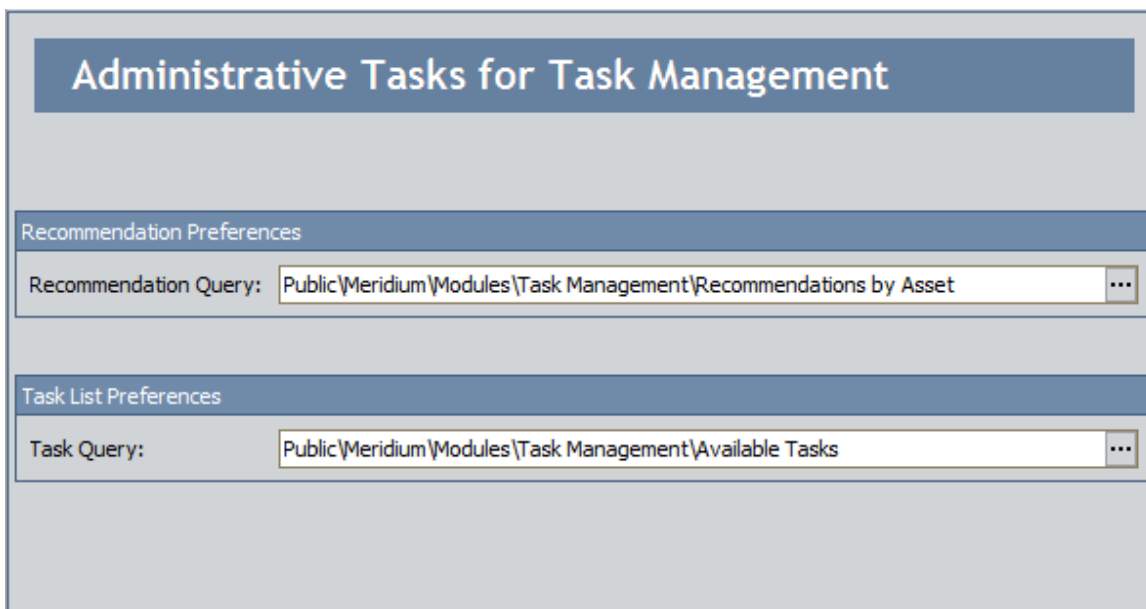 Administrative Tasks for Task Management
Recommendation Preferences
Recommendation Query: Public\Meridium\Modules\Task Management\Recommendations by Asset ...
Task List Preferences
Task Query: Public\Meridium\Modules\Task Management\Available Tasks ...